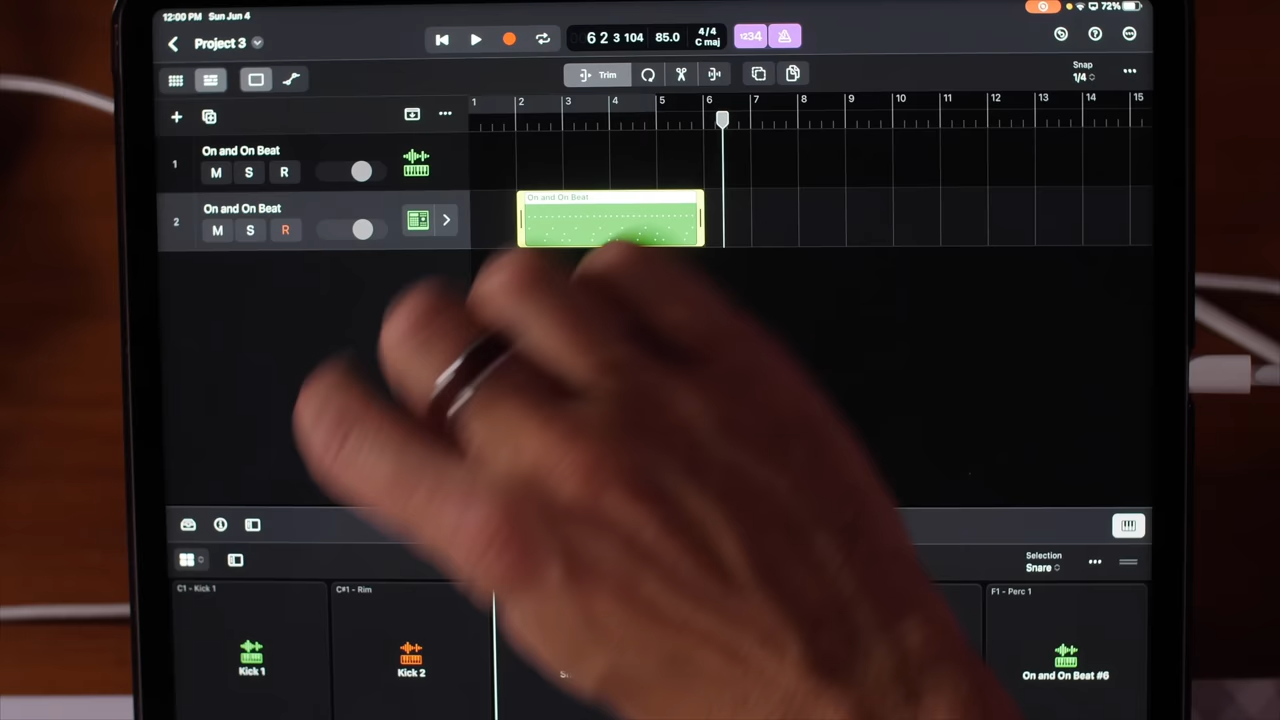 12:00 PM Sun Jun 4
72%
Project 3
6 2 3 104
85.0
4/4
C maj
1234
Trim
Snap
1/4
1 2 3 4 5 6 7 8 9 10 11 12 13 14 15
1
On and On Beat
M S R
2
On and On Beat
M S R
On and On Beat
Selection
Snare
C1 - Kick 1
C#1 - Rim
F1 - Perc 1
Kick 1
Kick 2
On and On Beat #6